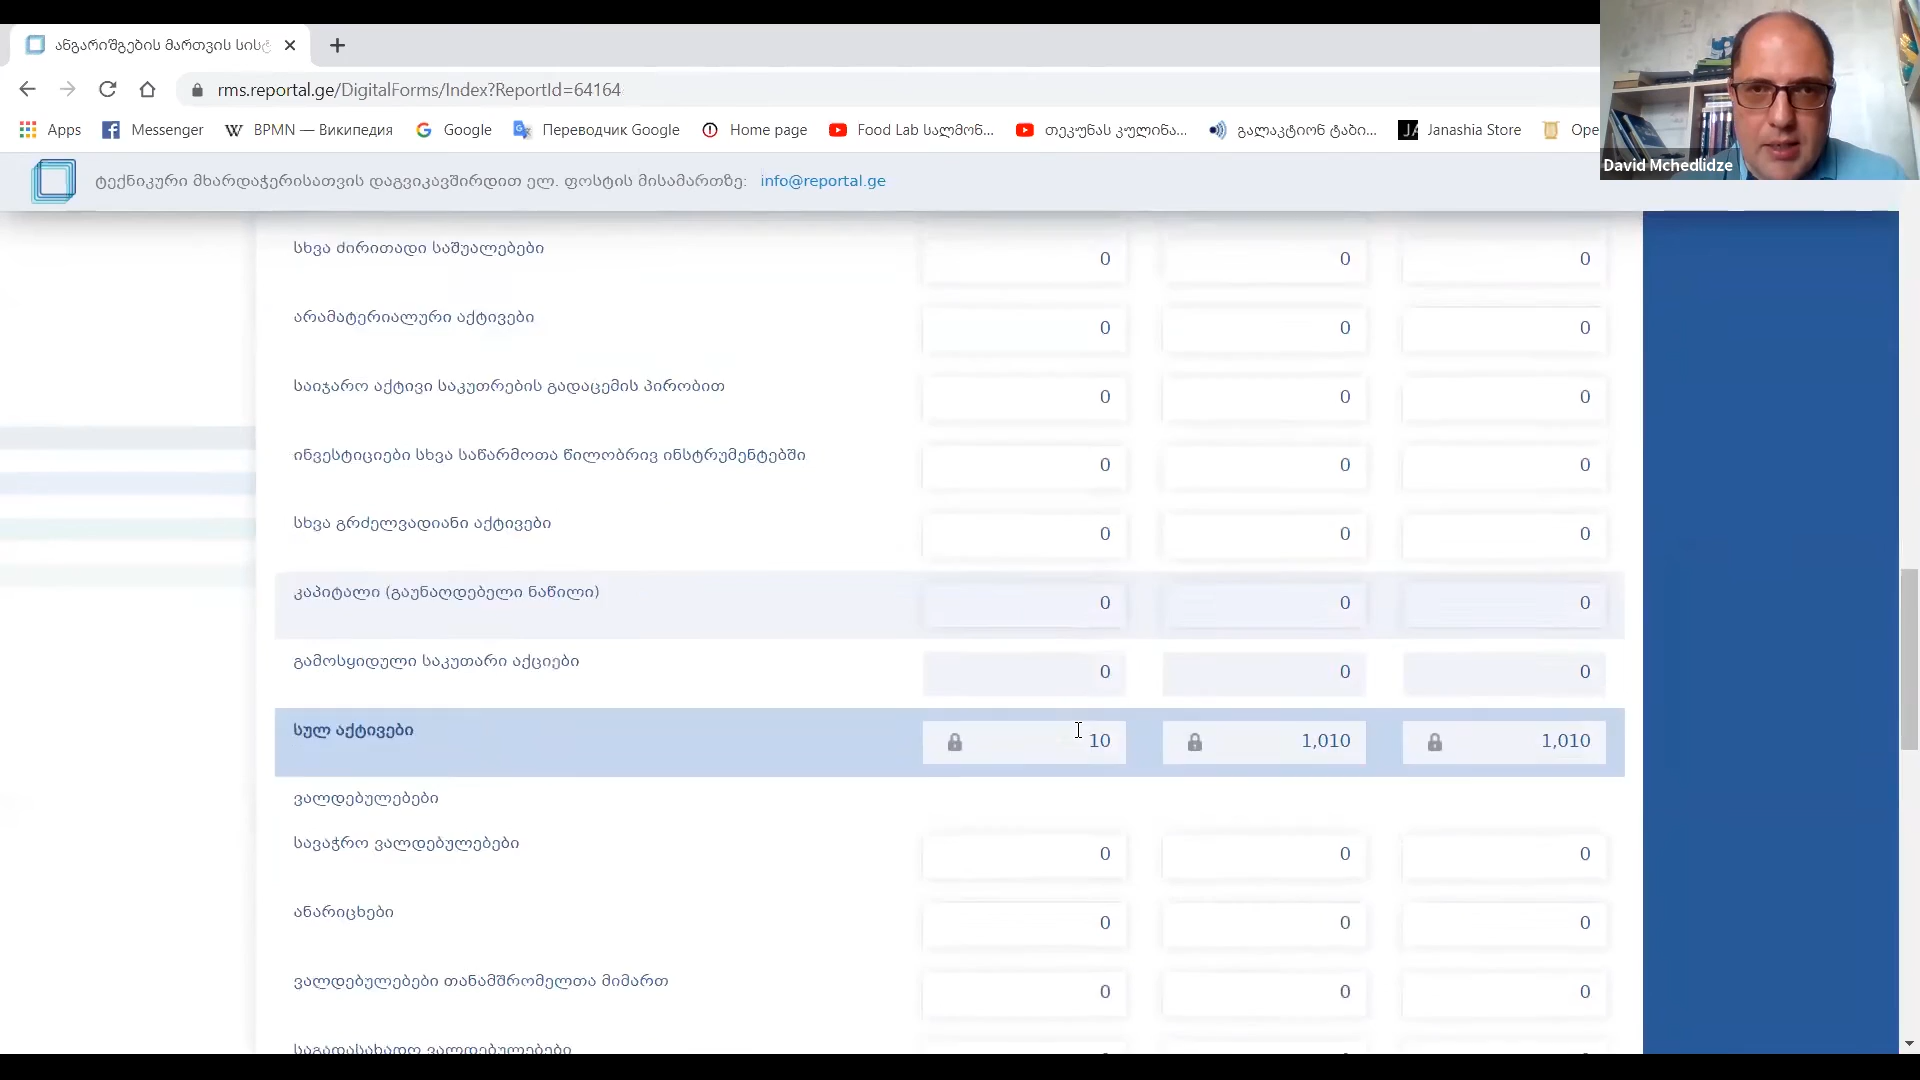 ანგარიშგების მართვის სისტ
rms.reportal.ge/DigitalForms/Index?ReportId=64164
Apps Messenger W BPMN — Википедия Google Переводчик Google Home page Food Lab სალმონ... თეკუნას კულინა... გალაკტიონ ტაბი... JA Janashia Store Ope
David Mchedlidze
ტექნიკური მხარდაჭერისათვის დაგვიკავშირდით ელ. ფოსტის მისამართზე: info@reportal.ge
სხვა ძირითადი საშუალებები 0 0 0
არამატერიალური აქტივები 0 0 0
საიჯარო აქტივი საკუთრების გადაცემის პირობით 0 0 0
ინვესტიციები სხვა საწარმოთა წილობრივ ინსტრუმენტებში 0 0 0
სხვა გრძელვადიანი აქტივები 0 0 0
კაპიტალი (გაუნაღდებელი ნაწილი) 0 0 0
გამოსყიდული საკუთარი აქციები 0 0 0
სულ აქტივები 10 1,010 1,010
ვალდებულებები
სავაჭრო ვალდებულებები 0 0 0
ანარიცხები 0 0 0
ვალდებულებები თანამშრომელთა მიმართ 0 0 0
საგადასახადო ვალდებულებები